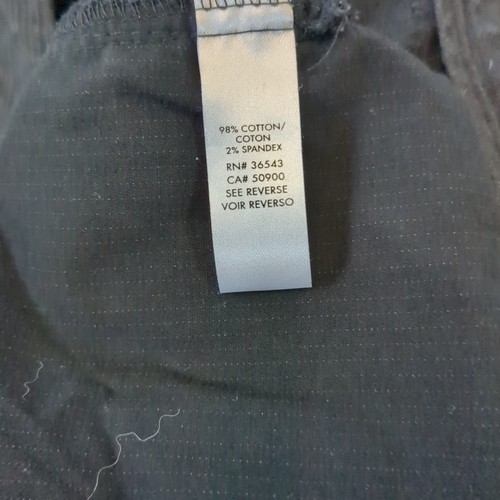 98% COTTON/
COTON
2% SPANDEX
RN# 36543
CA# 50900
SEE REVERSE
VOIR REVERSO